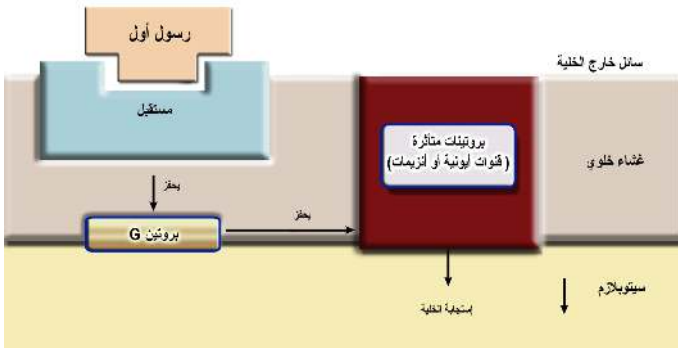 رسول أول
سائل خارج الخلية
مستقبل
بروتينات متأثرة
(قنوات أيونية أو أنزيمات)
غشاء خلوي
يحفز
يحفز
بروتين G
سيتوبلازم
إستجابة الخلية